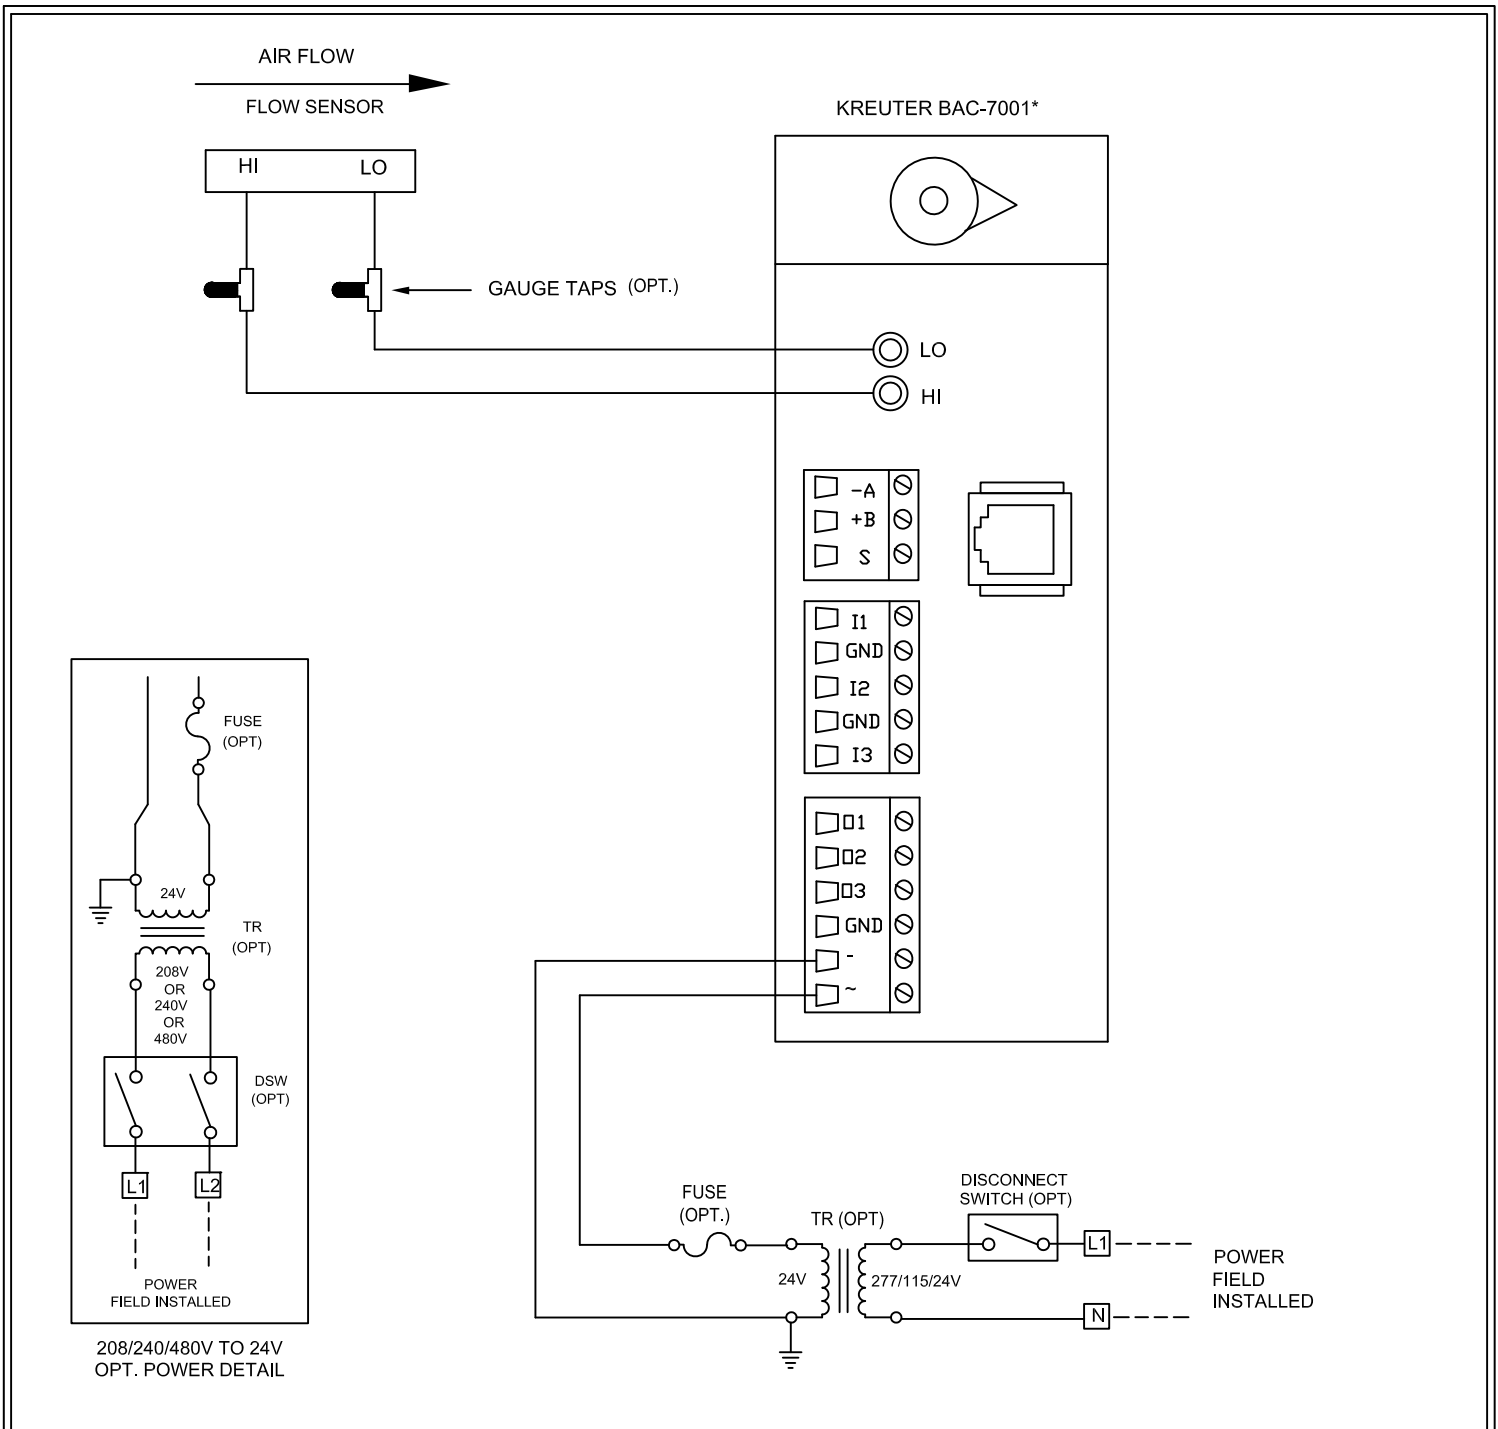 AIR FLOW
FLOW SENSOR
HI
LO
GAUGE TAPS (OPT.)
KREUTER BAC-7001*
LO
HI
-A
+B
S
I1
GND
I2
GND
I3
O1
O2
O3
GND
-
~
FUSE
(OPT)
24V
TR
(OPT)
208V
OR
240V
OR
480V
DSW
(OPT)
L1
L2
POWER
FIELD INSTALLED
208/240/480V TO 24V
OPT. POWER DETAIL
FUSE
(OPT.)
TR (OPT)
24V
277/115/24V
DISCONNECT
SWITCH (OPT)
L1
N
POWER
FIELD
INSTALLED